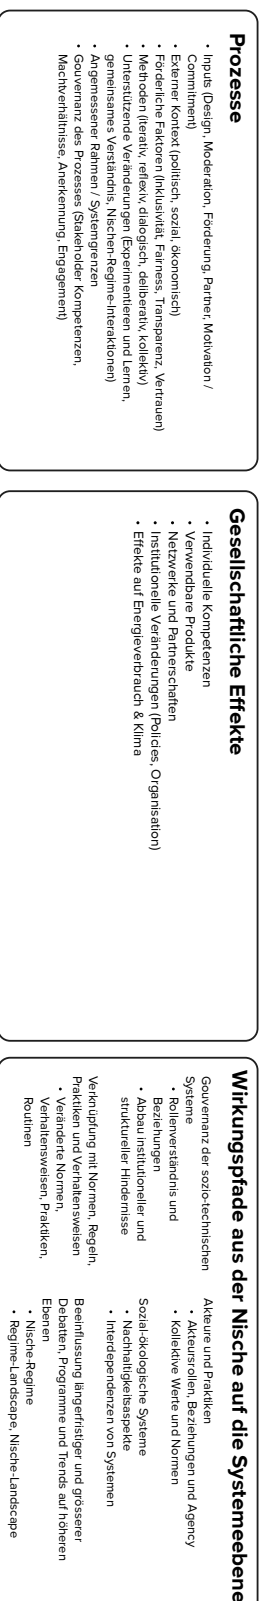 Prozesse
• Inputs (Design, Moderation, Förderung, Partner, Motivation /
Commitment)
• Externer Kontext (politisch, sozial, ökonomisch)
• Förderliche Faktoren (Inklusivität, Fairness, Transparenz, Vertrauen)
• Methoden (iterativ, reflexiv, dialogisch, deliberativ, kollektiv)
• Unterstützende Veränderungen (Experimentieren und Lernen,
gemeinsames Verständnis, Nischen-Regime-Interaktionen)
• Angemessener Rahmen / Systemgrenzen
• Gouvernanz des Prozesses (Stakeholder Kompetenzen,
Machtverhältnisse, Anerkennung, Engagement)
Gesellschaftliche Effekte
• Individuelle Kompetenzen
• Verwendbare Produkte
• Netzwerke und Partnerschaften
• Institutionelle Veränderungen (Policies, Organisation)
• Effekte auf Energieverbrauch & Klima
Wirkungspfade aus der Nische auf die Systemebene
Gouvernanz der sozio-technischen
Systeme
• Rollenverständnis und
Beziehungen
• Abbau institutioneller und
struktureller Hindernisse
Verknüpfung mit Normen, Regeln,
Praktiken und Verhaltensweisen
• Veränderte Normen,
Verhaltensweisen, Praktiken,
Routinen
Akteure und Praktiken
• Akteursrollen, Beziehungen und Agency
• Kollektive Werte und Normen
Sozial-ökologische Systeme
• Nachhaltigkeitsaspekte
• Interdependenzen von Systemen
Beeinflussung längerfristiger und grösserer
Debatten, Programme und Trends auf höheren
Ebenen
• Nische-Regime
• Regime-Landscape, Nische-Landscape